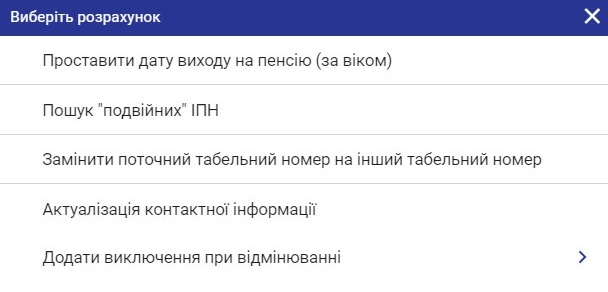 Виберіть розрахунок
Проставити дату виходу на пенсію (за віком)
Пошук "подвійних" ІПН
Замінити поточний табельний номер на інший табельний номер
Актуалізація контактної інформації
Додати виключення при відмінюванні